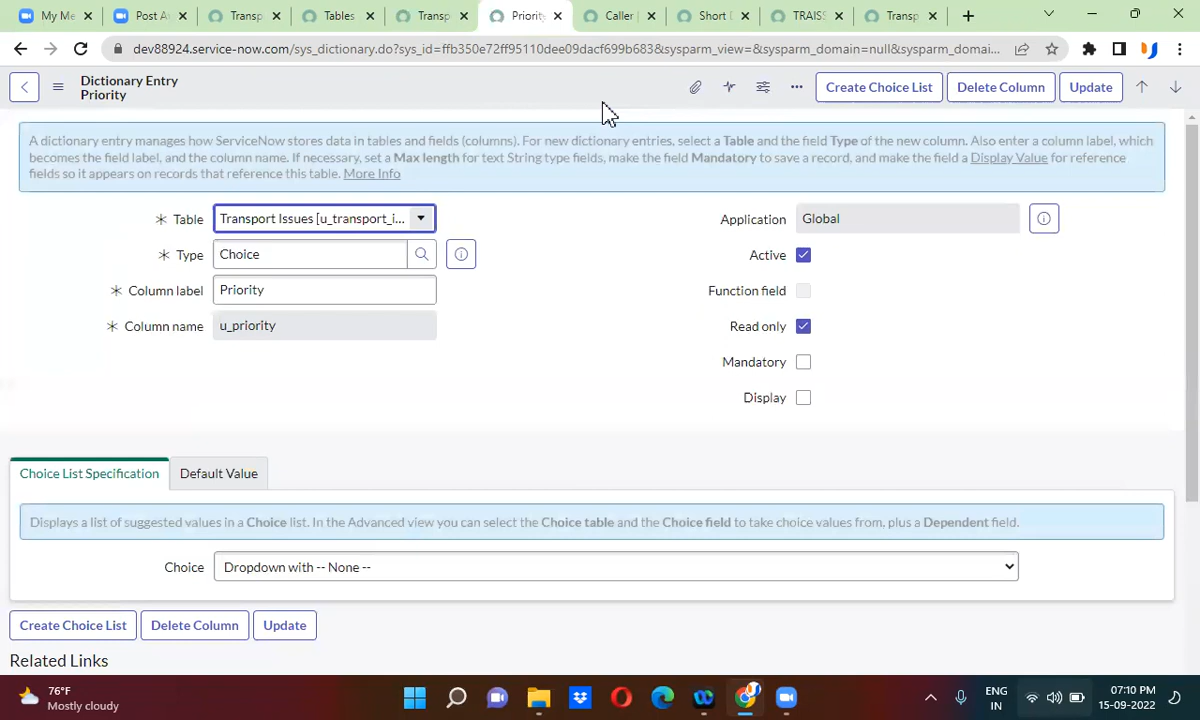 My Me
Post A
Transp
Tables
Transp
Priority
Caller
Short D
TRAISS
Transp
dev88924.service-now.com/sys_dictionary.do?sys_id=ffb350e72ff95110dee09dacf699b683&sysparm_view=&sysparm_domain=null&sysparm_domai...
Dictionary Entry
Priority
Create Choice List
Delete Column
Update
A dictionary entry manages how ServiceNow stores data in tables and fields (columns). For new dictionary entries, select a Table and the field Type of the new column. Also enter a column label, which
becomes the field label, and the column name. If necessary, set a Max length for text String type fields, make the field Mandatory to save a record, and make the field a Display Value for reference
fields so it appears on records that reference this table. More Info
Table
Transport Issues [u_transport_i...
Application
Global
Type
Choice
Active
Column label
Priority
Function field
Column name
u_priority
Read only
Mandatory
Display
Choice List Specification
Default Value
Displays a list of suggested values in a Choice list. In the Advanced view you can select the Choice table and the Choice field to take choice values from, plus a Dependent field.
Choice
Dropdown with -- None --
Create Choice List
Delete Column
Update
Related Links
76°F
Mostly cloudy
ENG
IN
07:10 PM
15-09-2022